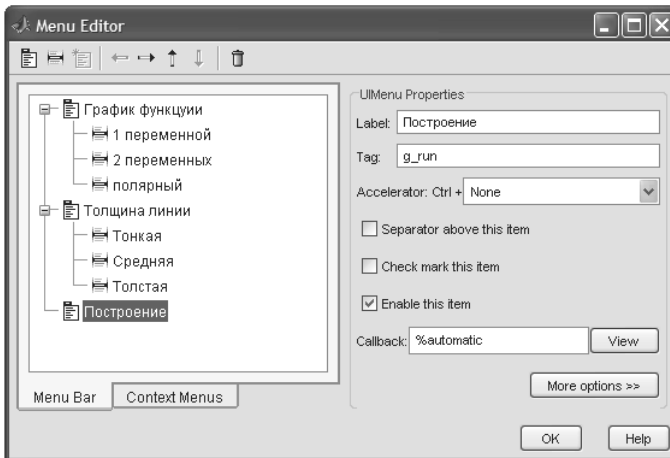 Menu Editor
График функцуии
1 переменной
2 переменных
полярный
Толщина линии
Тонкая
Средняя
Толстая
Построение
Menu Bar
Context Menus
UIMenu Properties
Label: Построение
Tag: g_run
Accelerator: Ctrl + None
Separator above this item
Check mark this item
Enable this item
Callback: %automatic View
More options >>
OK Help